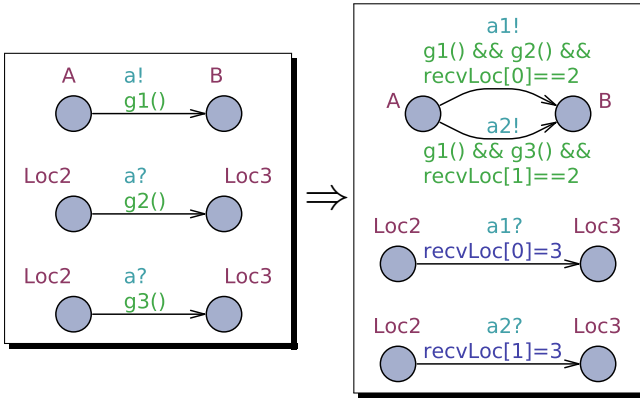 A a! B
g1()
Loc2 a? Loc3
g2()
Loc2 a? Loc3
g3()
⇒
a1!
g1() && g2() &&
recvLoc[0]==2
A B
a2!
g1() && g3() &&
recvLoc[1]==2
Loc2 a1? Loc3
recvLoc[0]=3
Loc2 a2? Loc3
recvLoc[1]=3